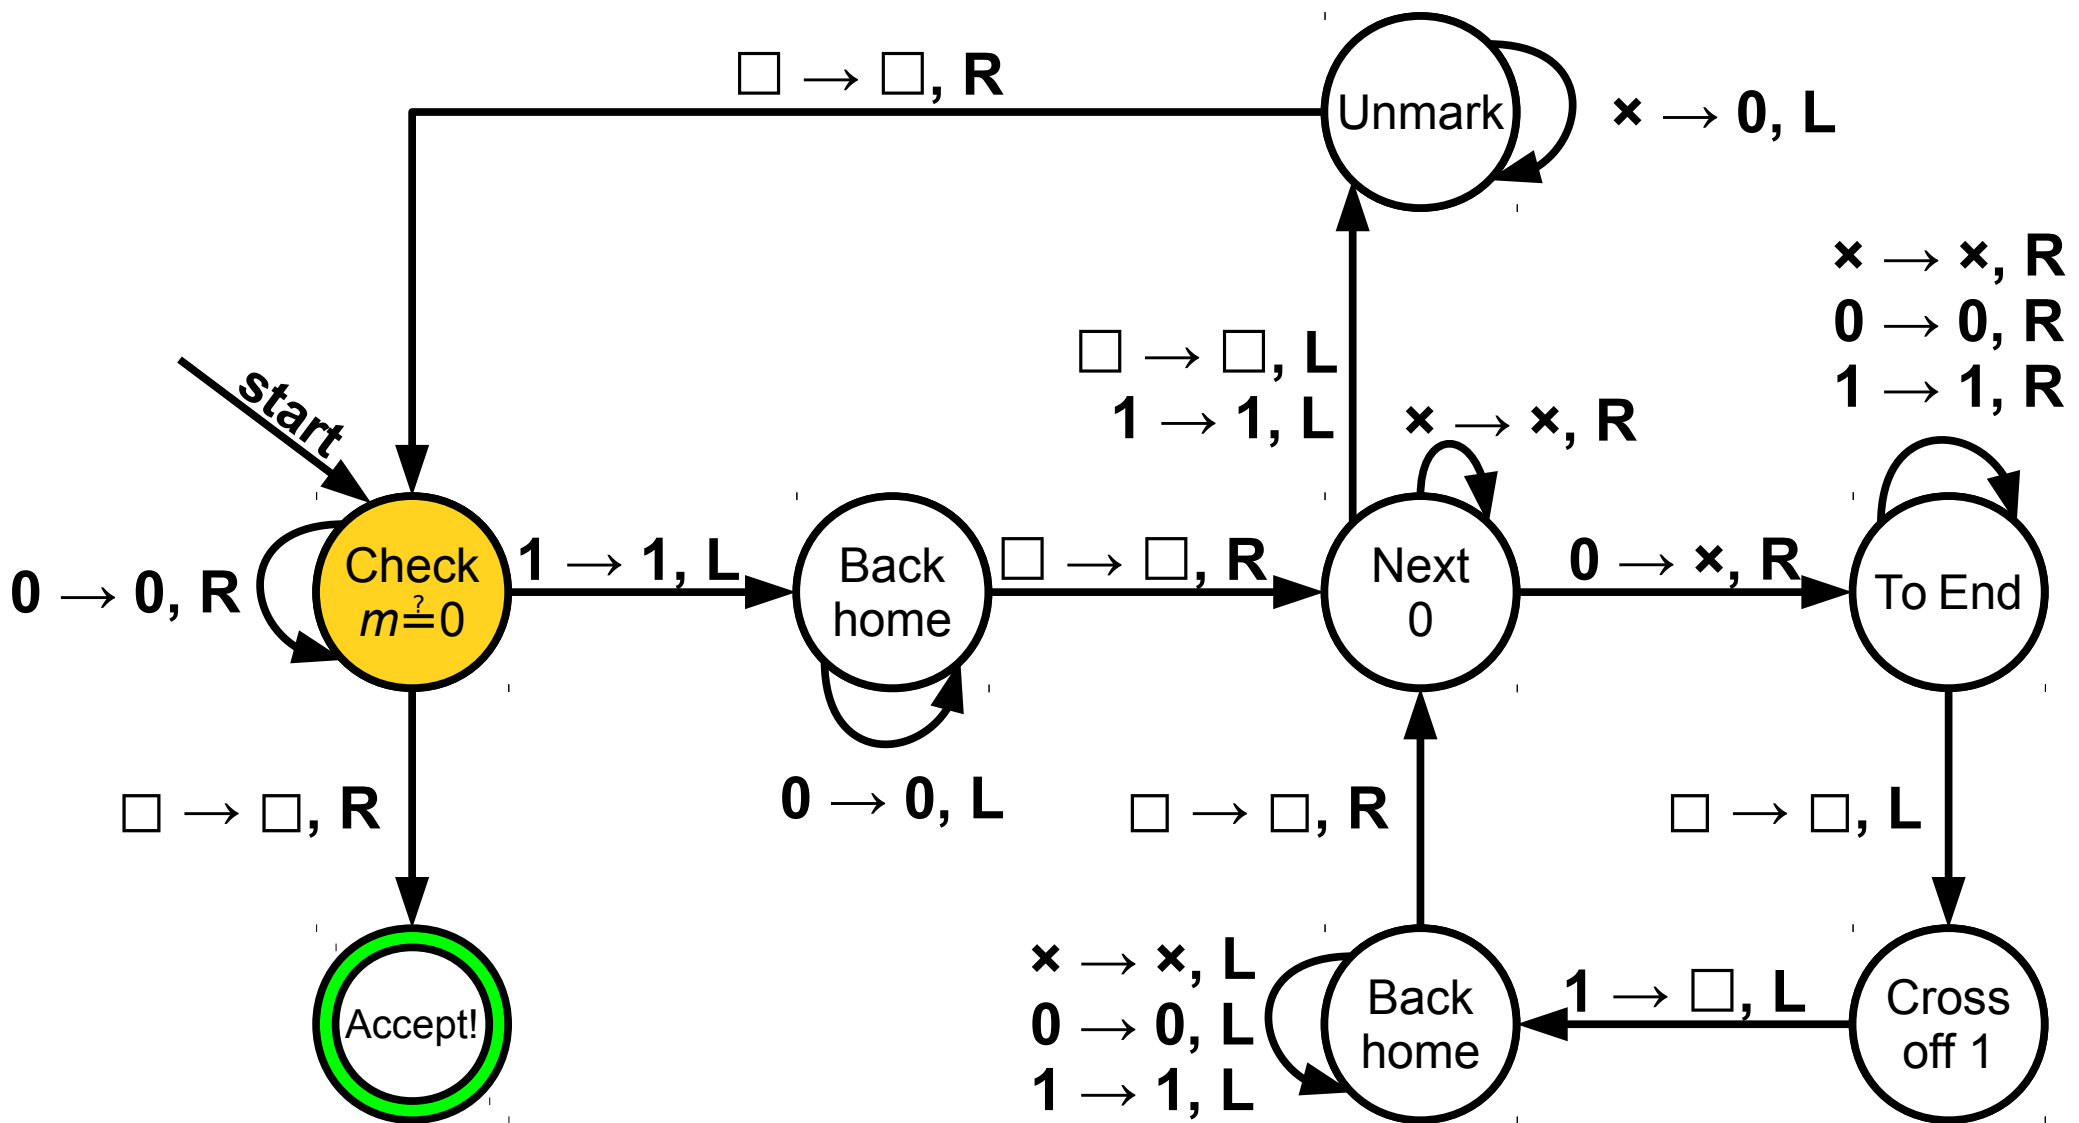 □ → □, R
Unmark
× → 0, L
× → ×, R
0 → 0, R
1 → 1, R
□ → □, L
1 → 1, L
× → ×, R
start
0 → 0, R
Check
m≟0
1 → 1, L
Back
home
□ → □, R
Next
0
0 → ×, R
To End
0 → 0, L
□ → □, R
□ → □, R
□ → □, L
Accept!
× → ×, L
0 → 0, L
1 → 1, L
Back
home
1 → □, L
Cross
off 1